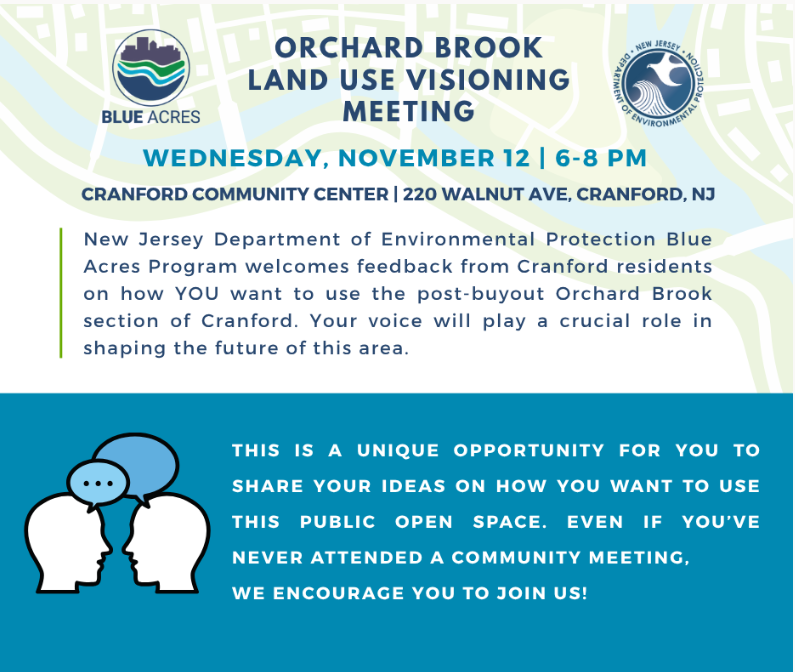 BLUE ACRES
ORCHARD BROOK
LAND USE VISIONING
MEETING
NEW JERSEY • DEPARTMENT OF ENVIRONMENTAL PROTECTION •
WEDNESDAY, NOVEMBER 12 | 6-8 PM
CRANFORD COMMUNITY CENTER | 220 WALNUT AVE, CRANFORD, NJ
New Jersey Department of Environmental Protection Blue
Acres Program welcomes feedback from Cranford residents
on how YOU want to use the post-buyout Orchard Brook
section of Cranford. Your voice will play a crucial role in
shaping the future of this area.
THIS IS A UNIQUE OPPORTUNITY FOR YOU TO
SHARE YOUR IDEAS ON HOW YOU WANT TO USE
THIS PUBLIC OPEN SPACE. EVEN IF YOU'VE
NEVER ATTENDED A COMMUNITY MEETING,
WE ENCOURAGE YOU TO JOIN US!